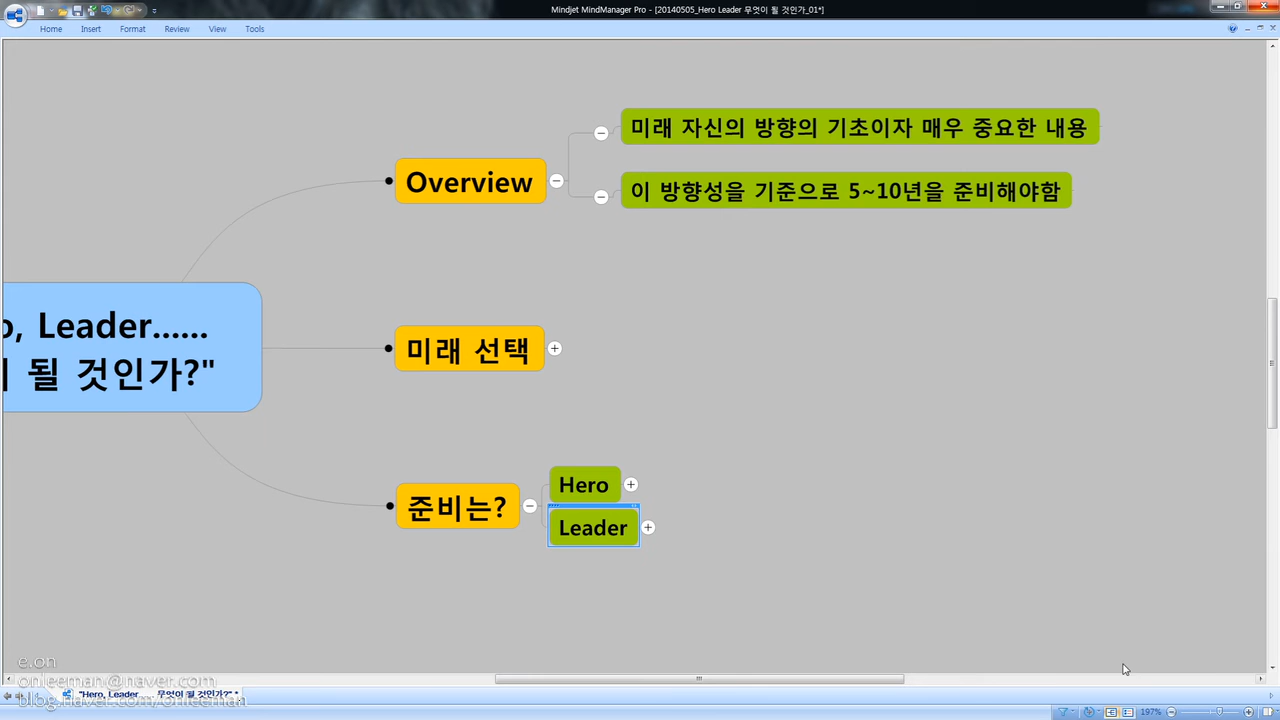 Mindjet MindManager Pro - [20140505_Hero Leader 무엇이 될 것인가_01*]
Home Insert Format Review View Tools
미래 자신의 방향의 기초이자 매우 중요한 내용
Overview
이 방향성을 기준으로 5~10년을 준비해야함
o, Leader......
될 것인가?"
미래 선택
Hero
준비는?
Leader
e.on
onleeman@naver.com
"Hero, Leader...... 무엇이 될 것인가?" *
blog.naver.com/onleeman
197%